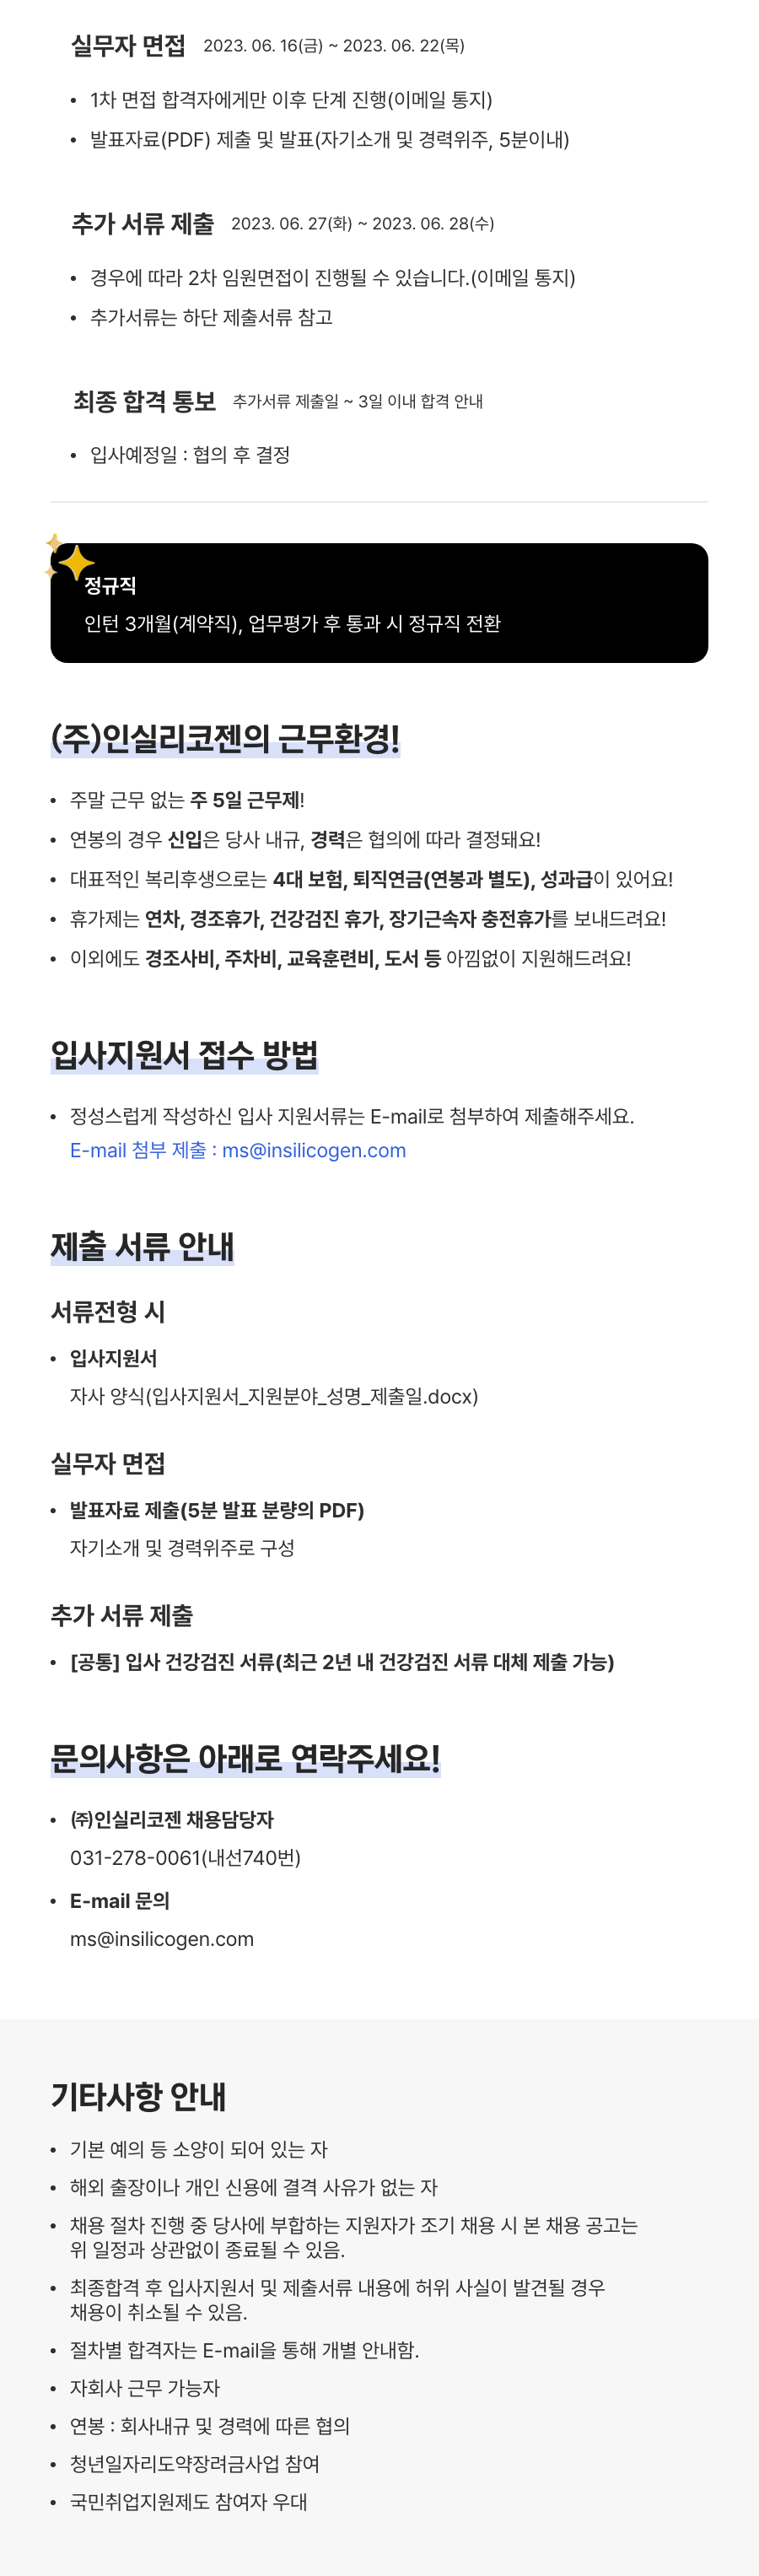 실무자 면접 2023. 06. 16(금) ~ 2023. 06. 22(목)
• 1차 면접 합격자에게만 이후 단계 진행(이메일 통지)
• 발표자료(PDF) 제출 및 발표(자기소개 및 경력위주, 5분이내)
추가 서류 제출 2023. 06. 27(화) ~ 2023. 06. 28(수)
• 경우에 따라 2차 임원면접이 진행될 수 있습니다.(이메일 통지)
• 추가서류는 하단 제출서류 참고
최종 합격 통보 추가서류 제출일 ~ 3일 이내 합격 안내
• 입사예정일 : 협의 후 결정
정규직
인턴 3개월(계약직), 업무평가 후 통과 시 정규직 전환
(주)인실리코젠의 근무환경!
• 주말 근무 없는 주 5일 근무제!
• 연봉의 경우 신입은 당사 내규, 경력은 협의에 따라 결정돼요!
• 대표적인 복리후생으로는 4대 보험, 퇴직연금(연봉과 별도), 성과급이 있어요!
• 휴가제는 연차, 경조휴가, 건강검진 휴가, 장기근속자 충전휴가를 보내드려요!
• 이외에도 경조사비, 주차비, 교육훈련비, 도서 등 아낌없이 지원해드려요!
입사지원서 접수 방법
• 정성스럽게 작성하신 입사 지원서류는 E-mail로 첨부하여 제출해주세요.
E-mail 첨부 제출 : ms@insilicogen.com
제출 서류 안내
서류전형 시
• 입사지원서
자사 양식(입사지원서_지원분야_성명_제출일.docx)
실무자 면접
• 발표자료 제출(5분 발표 분량의 PDF)
자기소개 및 경력위주로 구성
추가 서류 제출
• [공통] 입사 건강검진 서류(최근 2년 내 건강검진 서류 대체 제출 가능)
문의사항은 아래로 연락주세요!
• ㈜인실리코젠 채용담당자
031-278-0061(내선740번)
• E-mail 문의
ms@insilicogen.com
기타사항 안내
• 기본 예의 등 소양이 되어 있는 자
• 해외 출장이나 개인 신용에 결격 사유가 없는 자
• 채용 절차 진행 중 당사에 부합하는 지원자가 조기 채용 시 본 채용 공고는
위 일정과 상관없이 종료될 수 있음.
• 최종합격 후 입사지원서 및 제출서류 내용에 허위 사실이 발견될 경우
채용이 취소될 수 있음.
• 절차별 합격자는 E-mail을 통해 개별 안내함.
• 자회사 근무 가능자
• 연봉 : 회사내규 및 경력에 따른 협의
• 청년일자리도약장려금사업 참여
• 국민취업지원제도 참여자 우대